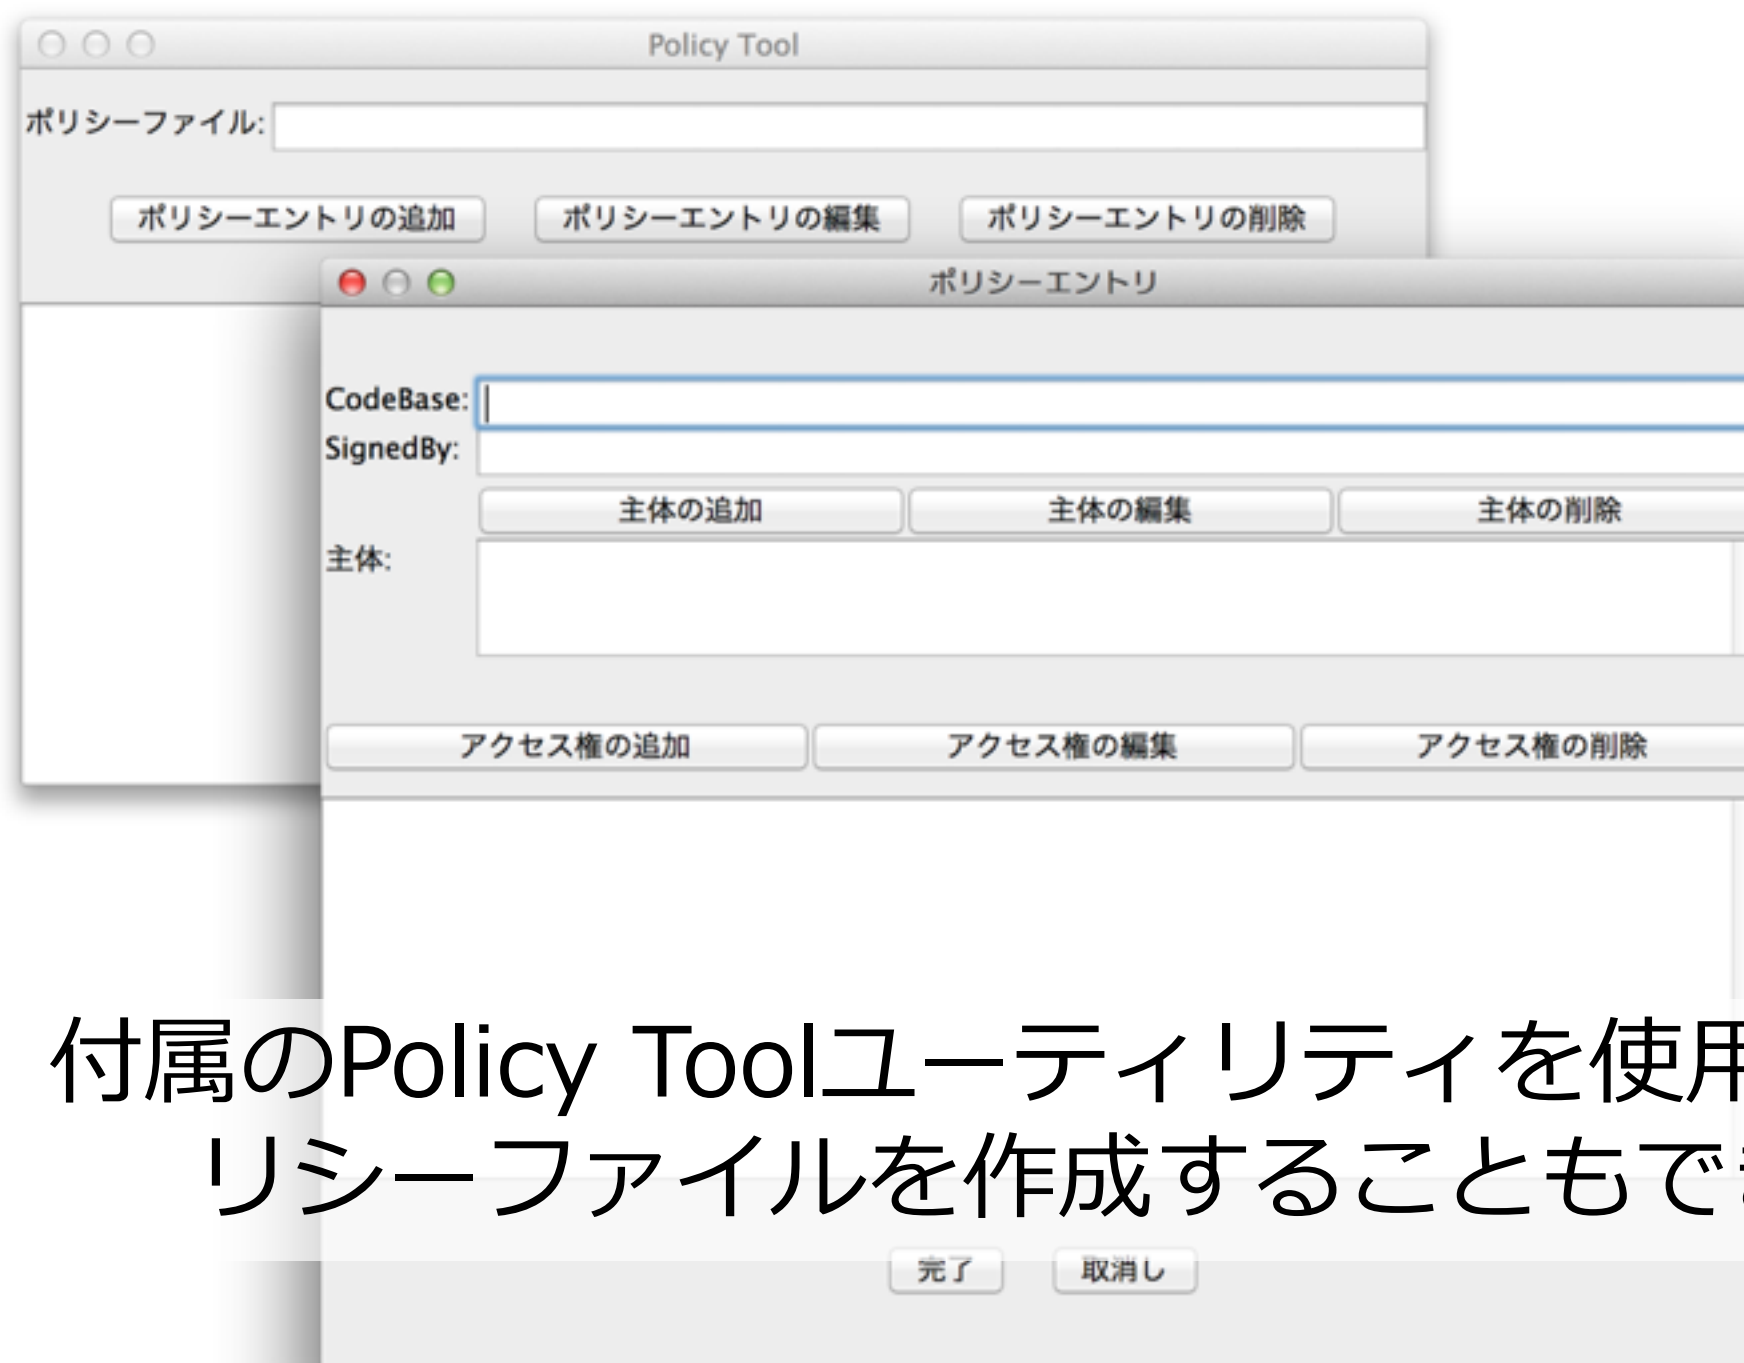 Policy Tool
ポリシーファイル:
ポリシーエントリの追加 ポリシーエントリの編集 ポリシーエントリの削除
ポリシーエントリ
CodeBase:
SignedBy:
主体の追加 主体の編集 主体の削除
主体:
アクセス権の追加 アクセス権の編集 アクセス権の削除
付属のPolicy Toolユーティリティを使用
リシーファイルを作成することもでき
完了 取消し